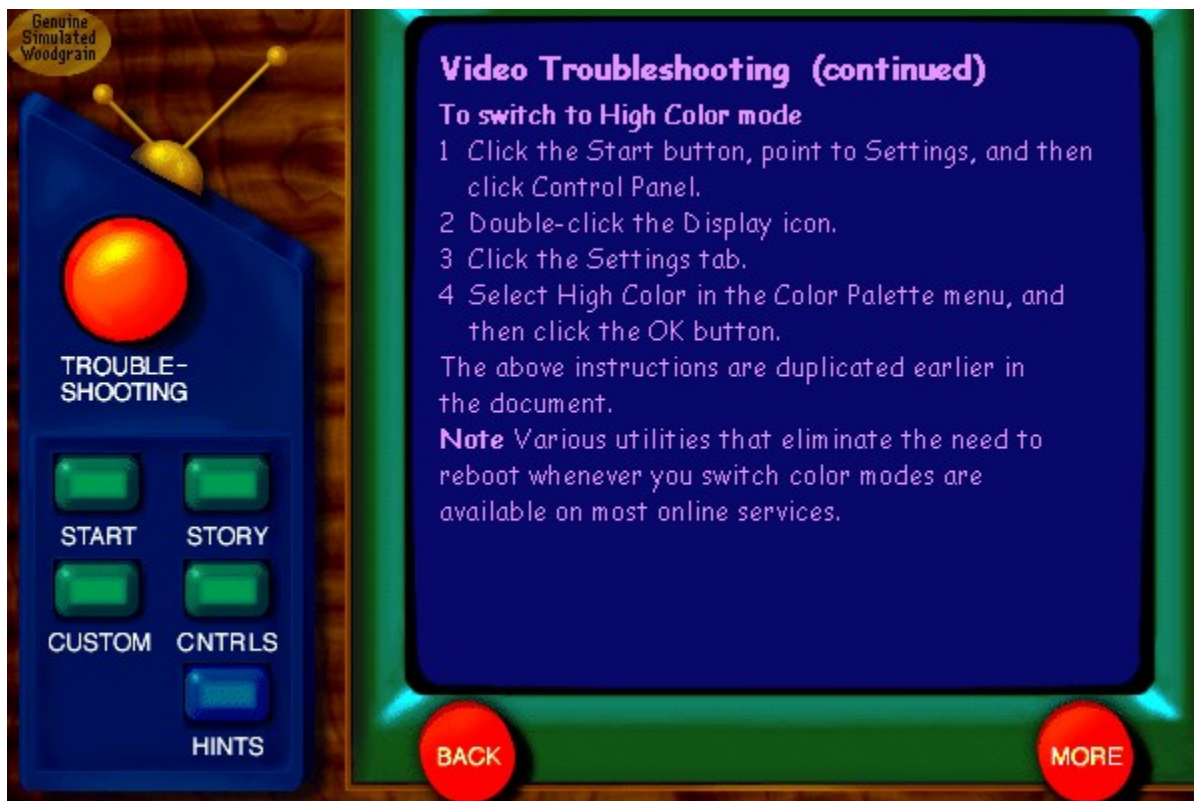 Genuine
Simulated
Woodgrain
TROUBLE-
SHOOTING
START STORY
CUSTOM CNTRLS
HINTS
Video Troubleshooting (continued)
To switch to High Color mode
1 Click the Start button, point to Settings, and then
click Control Panel.
2 Double-click the Display icon.
3 Click the Settings tab.
4 Select High Color in the Color Palette menu, and
then click the OK button.
The above instructions are duplicated earlier in
the document.
Note Various utilities that eliminate the need to
reboot whenever you switch color modes are
available on most online services.
BACK MORE